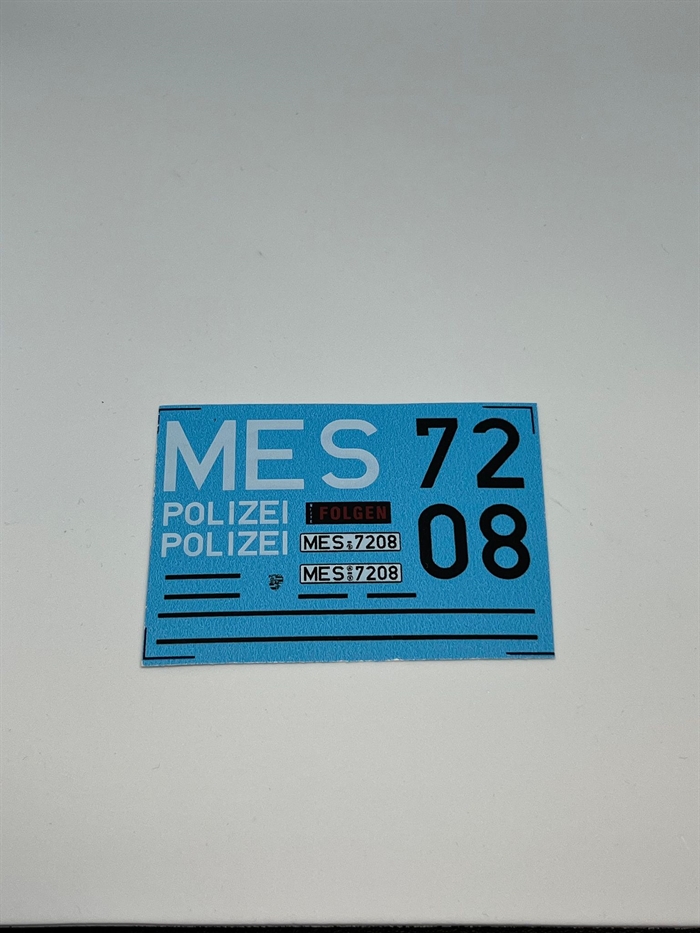 MES 72
08
POLIZEI FOLGEN
POLIZEI MES 7208
MES 7208